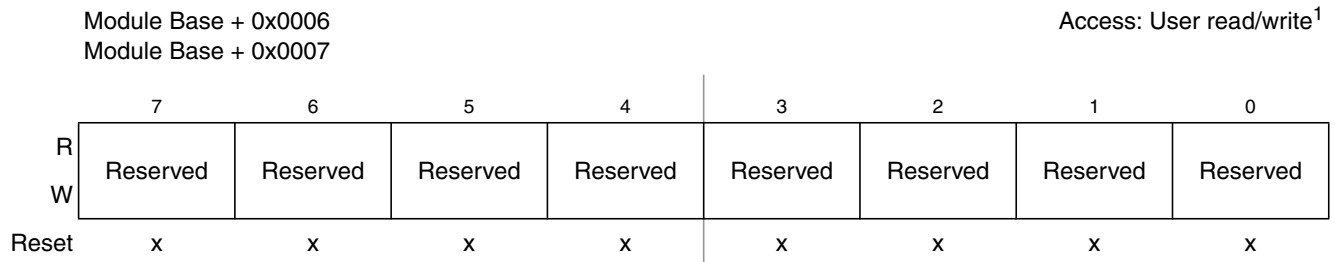 Module Base + 0x0006 Access: User read/write1
Module Base + 0x0007
7 6 5 4 3 2 1 0
R
Reserved Reserved Reserved Reserved Reserved Reserved Reserved Reserved
W
Reset x x x x x x x x